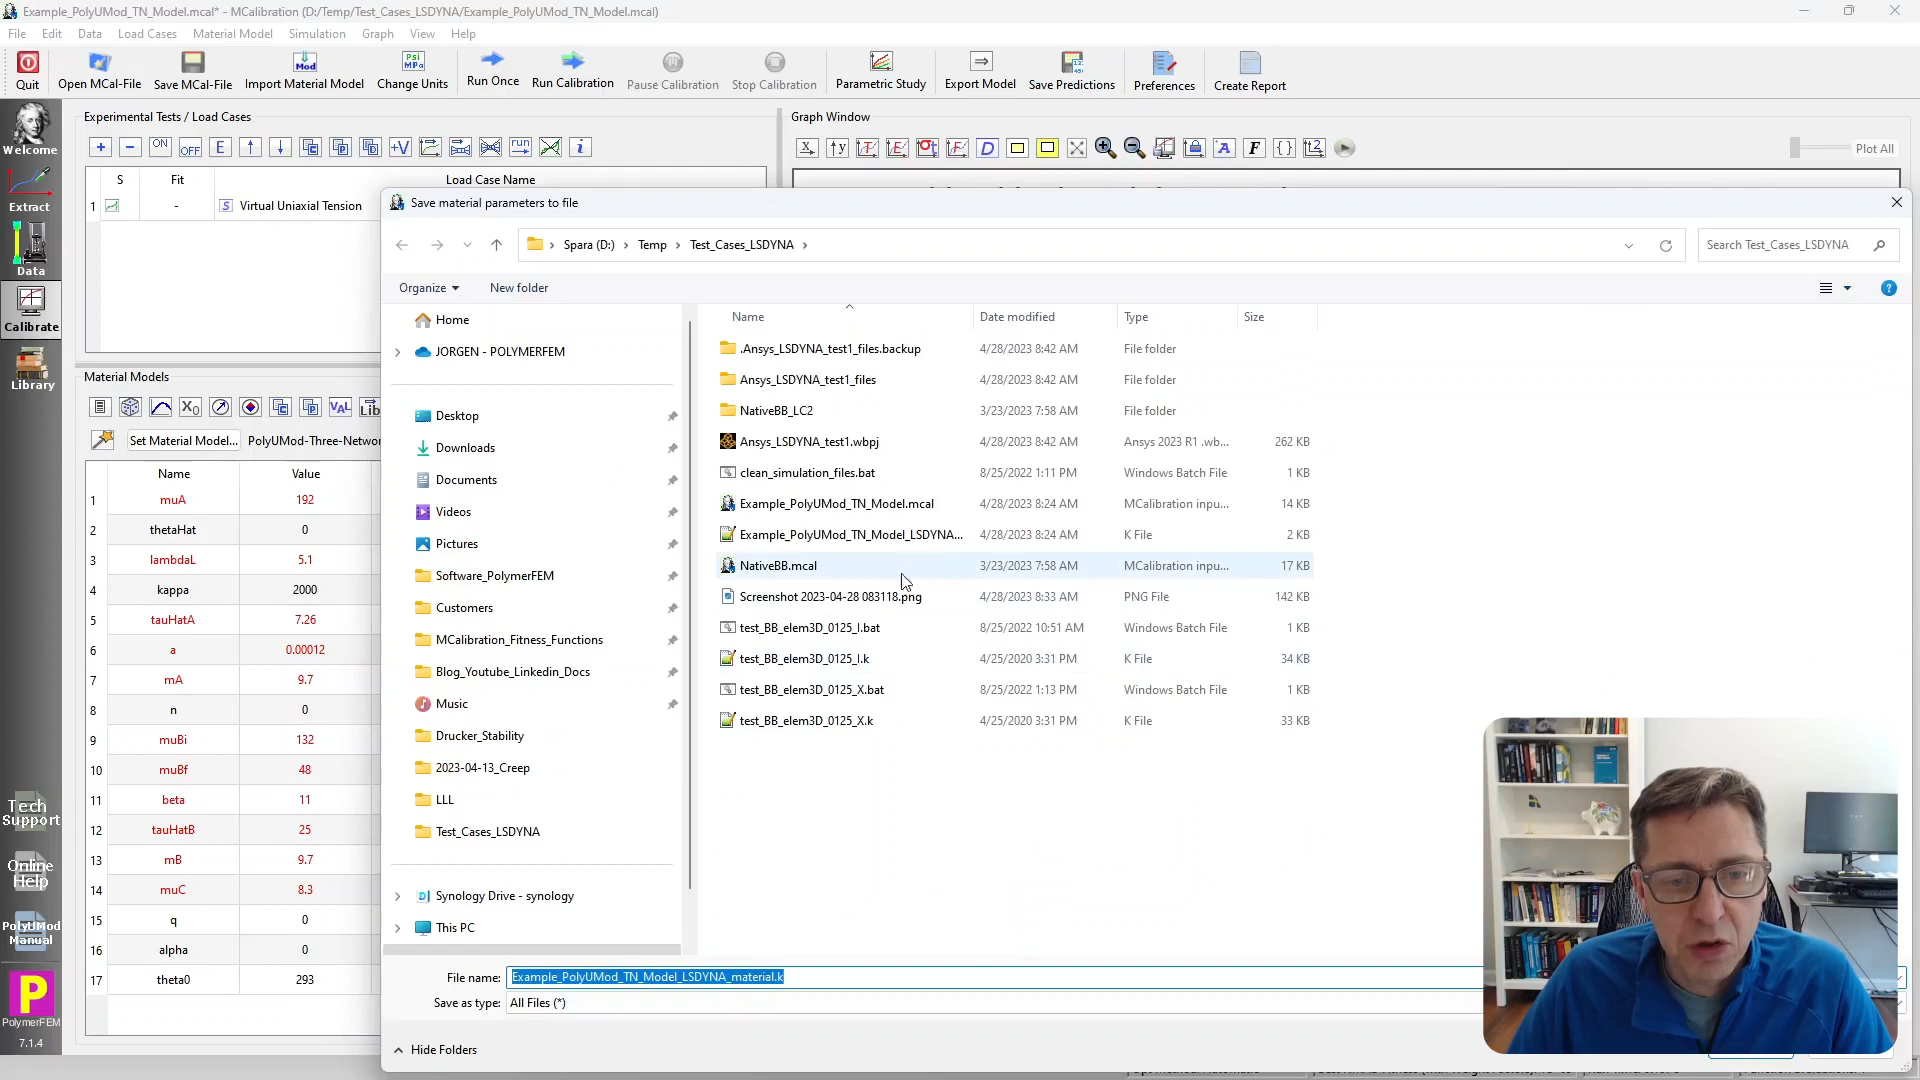 Example_PolyUMod_TN_Model.mcal* - MCalibration (D:/Temp/Test_Cases_LSDYNA/Example_PolyUMod_TN_Model.mcal)
File Edit Data Load Cases Material Model Simulation Graph View Help
Quit Open MCal-File Save MCal-File Import Material Model Change Units Run Once Run Calibration Pause Calibration Stop Calibration Parametric Study Export Model Save Predictions Preferences Create Report
Welcome
Extract
Data
Calibrate
Library
Tech
Support
Online
Help
PolyUMod
Manual
PolymerFEM
7.1.4
Experimental Tests / Load Cases
ON OFF E +V run i
S Fit Load Case Name
1 - S Virtual Uniaxial Tension
Graph Window
Plot All
Material Models
Set Material Model... PolyUMod-Three-Networ
Name Value
1 muA 192
2 thetaHat 0
3 lambdaL 5.1
4 kappa 2000
5 tauHatA 7.26
6 a 0.00012
7 mA 9.7
8 n 0
9 muBi 132
10 muBf 48
11 beta 11
12 tauHatB 25
13 mB 9.7
14 muC 8.3
15 q 0
16 alpha 0
17 theta0 293
Save material parameters to file
Spara (D:) Temp Test_Cases_LSDYNA
Search Test_Cases_LSDYNA
Organize New folder
Home
JORGEN - POLYMERFEM
Desktop
Downloads
Documents
Videos
Pictures
Software_PolymerFEM
Customers
MCalibration_Fitness_Functions
Blog_Youtube_Linkedin_Docs
Music
Drucker_Stability
2023-04-13_Creep
LLL
Test_Cases_LSDYNA
Synology Drive - synology
This PC
Name Date modified Type Size
.Ansys_LSDYNA_test1_files.backup 4/28/2023 8:42 AM File folder
Ansys_LSDYNA_test1_files 4/28/2023 8:42 AM File folder
NativeBB_LC2 3/23/2023 7:58 AM File folder
Ansys_LSDYNA_test1.wbpj 4/28/2023 8:42 AM Ansys 2023 R1 .wb... 262 KB
clean_simulation_files.bat 8/25/2022 1:11 PM Windows Batch File 1 KB
Example_PolyUMod_TN_Model.mcal 4/28/2023 8:24 AM MCalibration inpu... 14 KB
Example_PolyUMod_TN_Model_LSDYNA... 4/28/2023 8:24 AM K File 2 KB
NativeBB.mcal 3/23/2023 7:58 AM MCalibration inpu... 17 KB
Screenshot 2023-04-28 083118.png 4/28/2023 8:33 AM PNG File 142 KB
test_BB_elem3D_0125_I.bat 8/25/2022 10:51 AM Windows Batch File 1 KB
test_BB_elem3D_0125_I.k 4/25/2020 3:31 PM K File 34 KB
test_BB_elem3D_0125_X.bat 8/25/2022 1:13 PM Windows Batch File 1 KB
test_BB_elem3D_0125_X.k 4/25/2020 3:31 PM K File 33 KB
File name: Example_PolyUMod_TN_Model_LSDYNA_material.k
Save as type: All Files (*)
Hide Folders